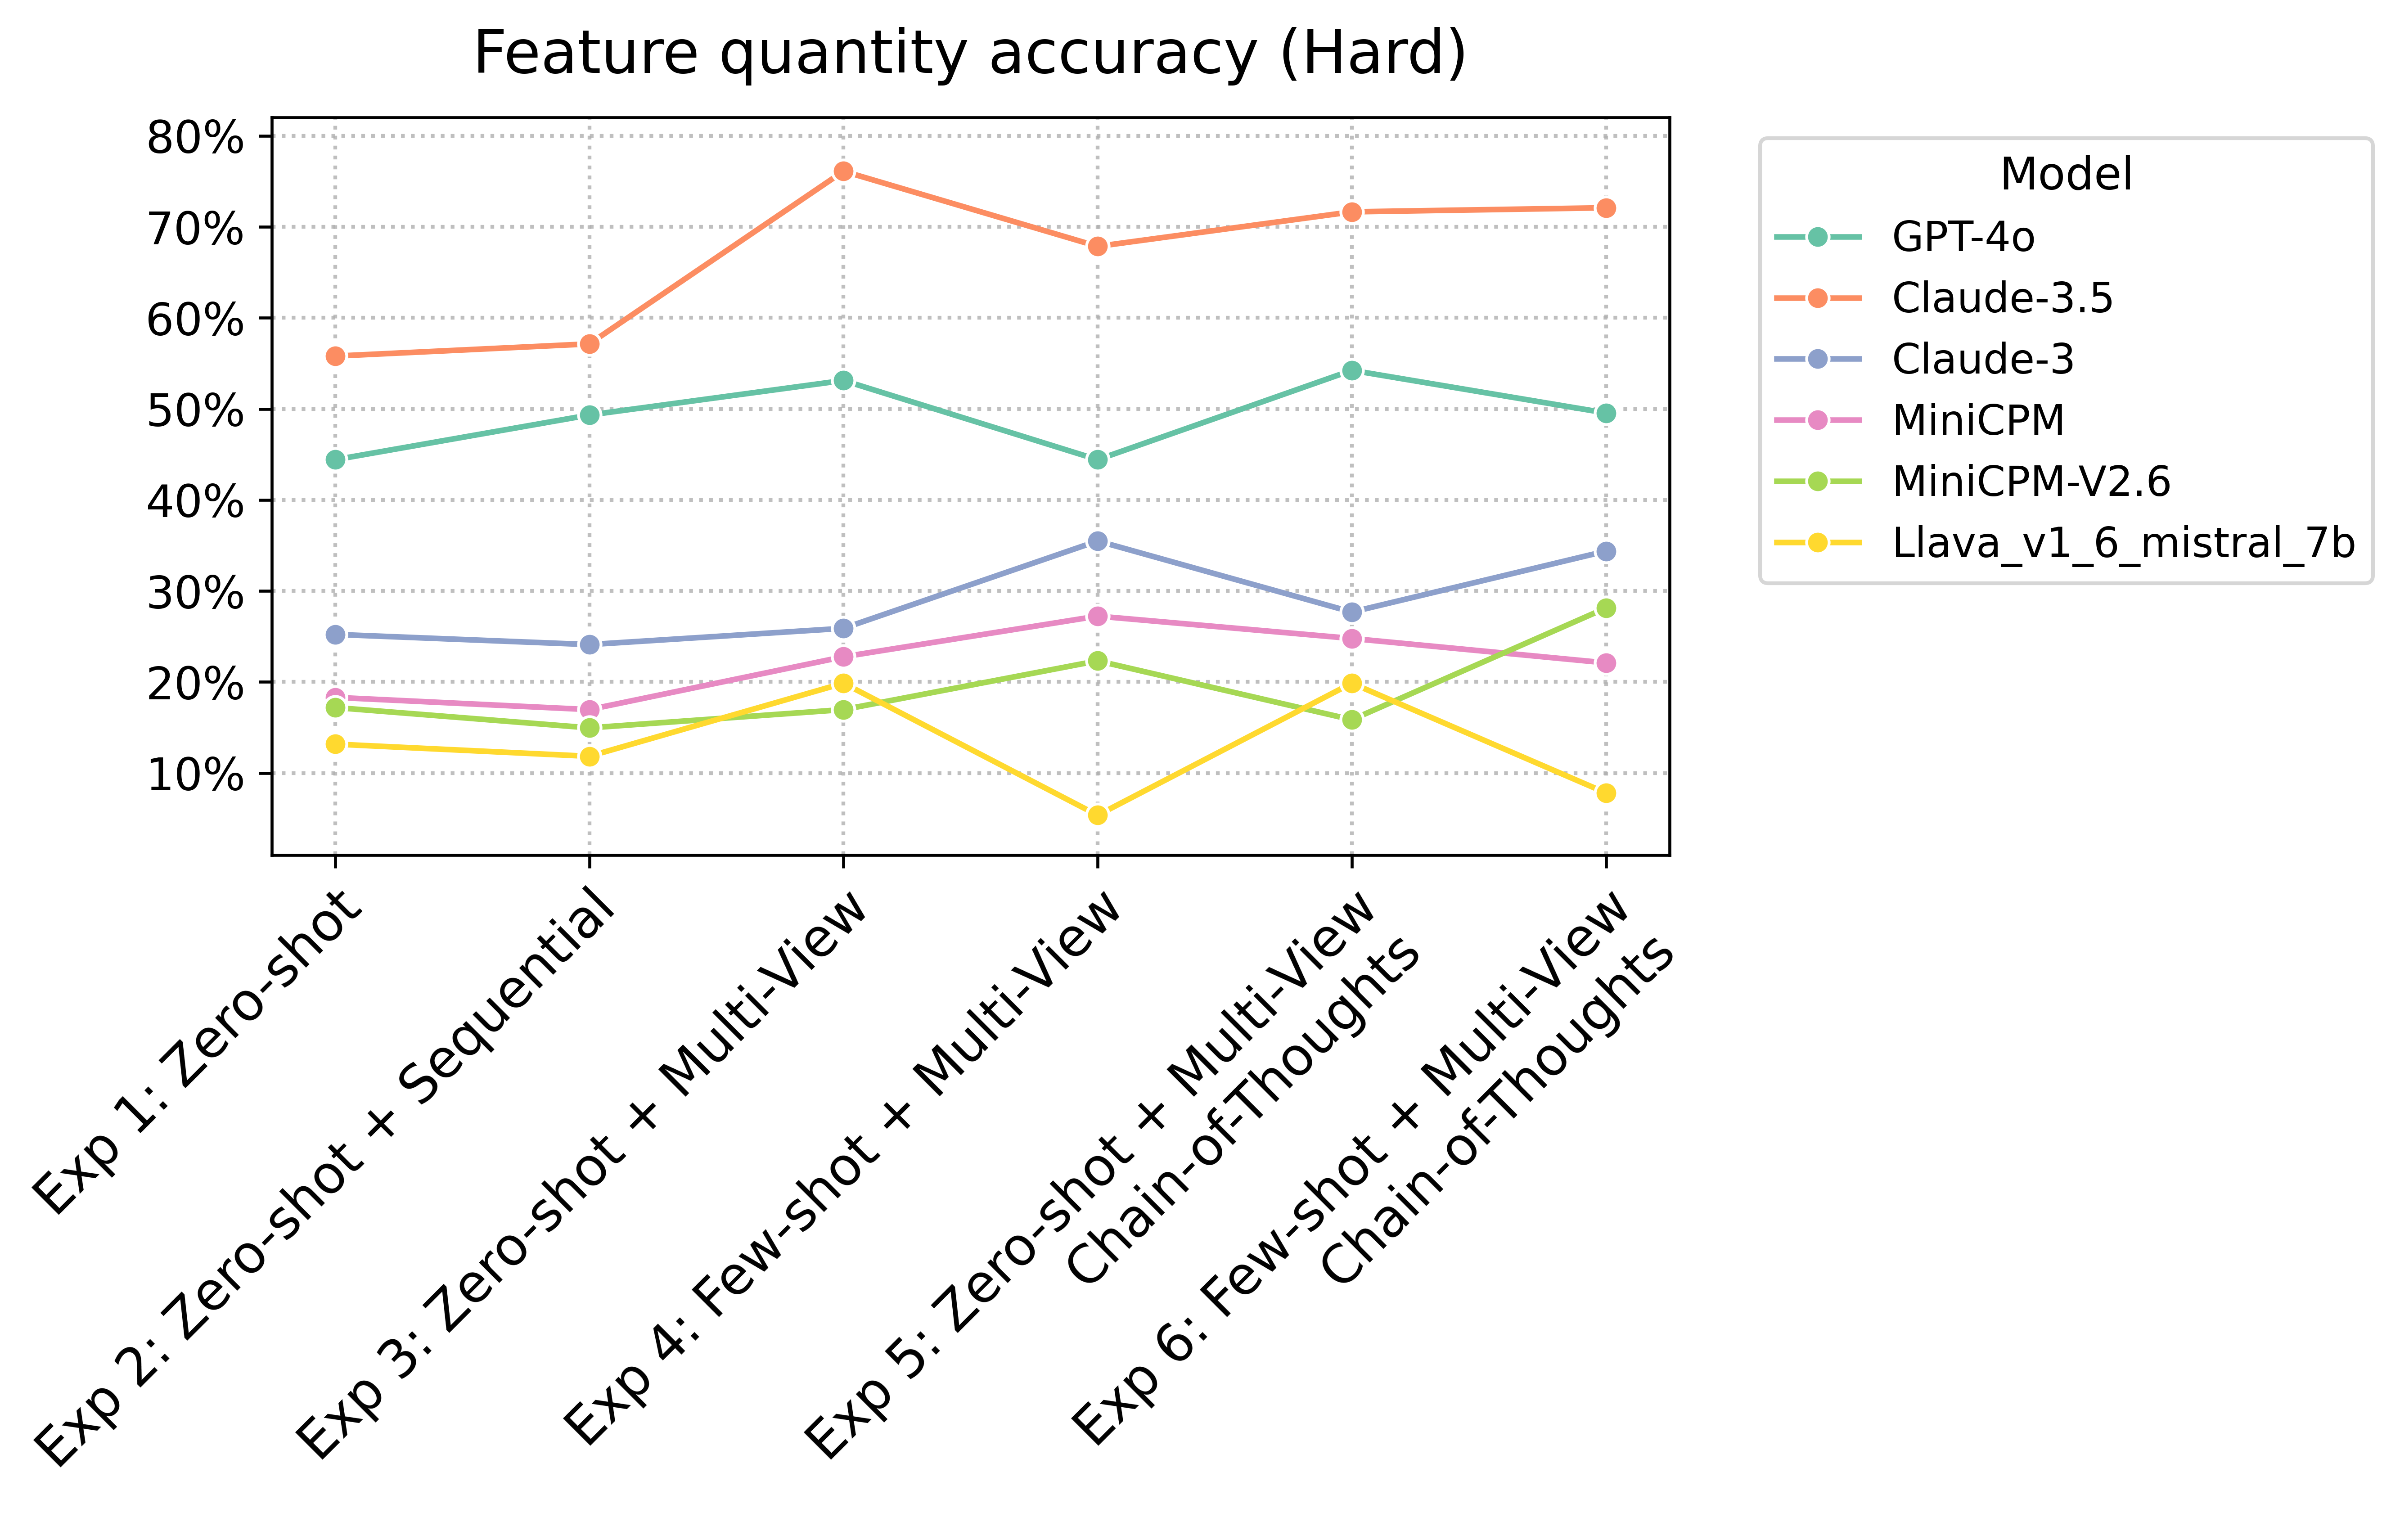 Feature quantity accuracy (Hard)
80%
70%
60%
50%
40%
30%
20%
10%
Exp 1: Zero-shot
Exp 2: Zero-shot + Sequential
Exp 3: Zero-shot + Multi-View
Exp 4: Few-shot + Multi-View
Exp 5: Zero-shot + Multi-View
Chain-of-Thoughts
Exp 6: Few-shot + Multi-View
Chain-of-Thoughts
Model
GPT-4o
Claude-3.5
Claude-3
MiniCPM
MiniCPM-V2.6
Llava_v1_6_mistral_7b